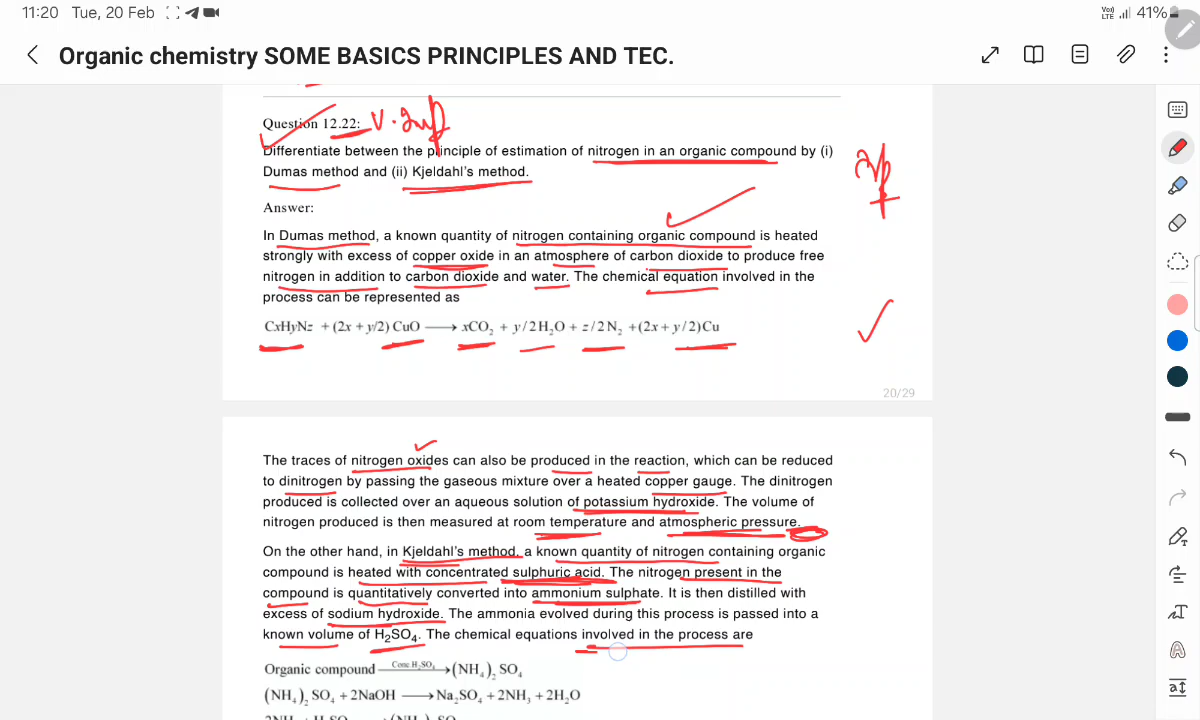 11:20 Tue, 20 Feb
Vo) LTE 41%
Organic chemistry SOME BASICS PRINCIPLES AND TEC.
Question 12.22: V. Imp
Differentiate between the principle of estimation of nitrogen in an organic compound by (i)
Dumas method and (ii) Kjeldahl's method.
Imp
Answer:
In Dumas method, a known quantity of nitrogen containing organic compound is heated
strongly with excess of copper oxide in an atmosphere of carbon dioxide to produce free
nitrogen in addition to carbon dioxide and water. The chemical equation involved in the
process can be represented as
CxHyNz + (2x + y/2) CuO ⟶ xCO₂ + y/2 H₂O + z/2 N₂ + (2x + y/2) Cu
20/29
The traces of nitrogen oxides can also be produced in the reaction, which can be reduced
to dinitrogen by passing the gaseous mixture over a heated copper gauge. The dinitrogen
produced is collected over an aqueous solution of potassium hydroxide. The volume of
nitrogen produced is then measured at room temperature and atmospheric pressure.
On the other hand, in Kjeldahl's method, a known quantity of nitrogen containing organic
compound is heated with concentrated sulphuric acid. The nitrogen present in the
compound is quantitatively converted into ammonium sulphate. It is then distilled with
excess of sodium hydroxide. The ammonia evolved during this process is passed into a
known volume of H₂SO₄. The chemical equations involved in the process are
Organic compound —Conc. H₂SO₄→ (NH₄)₂ SO₄
(NH₄)₂ SO₄ + 2NaOH ⟶ Na₂SO₄ + 2NH₃ + 2H₂O